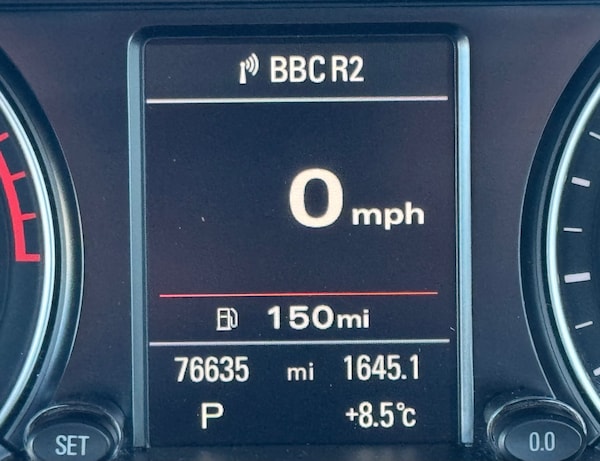 BBC R2
0 mph
150mi
76635 mi 1645.1
P +8.5°c
SET 0.0